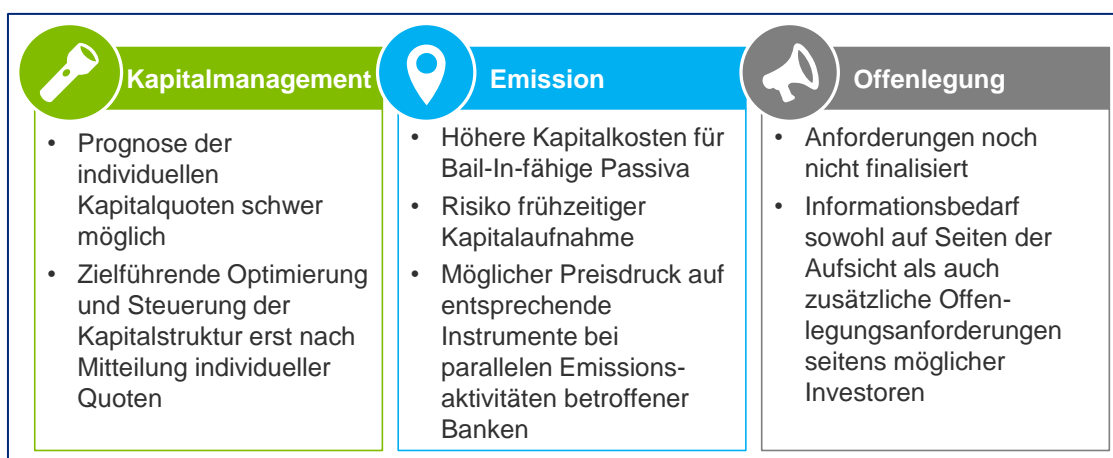 Kapitalmanagement
• Prognose der
individuellen
Kapitalquoten schwer
möglich
• Zielführende Optimierung
und Steuerung der
Kapitalstruktur erst nach
Mitteilung individueller
Quoten
Emission
• Höhere Kapitalkosten für
Bail-In-fähige Passiva
• Risiko frühzeitiger
Kapitalaufnahme
• Möglicher Preisdruck auf
entsprechende
Instrumente bei
parallelen Emissions-
aktivitäten betroffener
Banken
Offenlegung
• Anforderungen noch
nicht finalisiert
• Informationsbedarf
sowohl auf Seiten der
Aufsicht als auch
zusätzliche Offen-
legungsanforderungen
seitens möglicher
Investoren